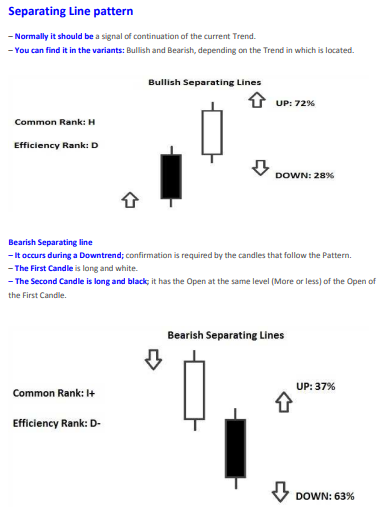 Separating Line pattern
– Normally it should be a signal of continuation of the current Trend.
– You can find it in the variants: Bullish and Bearish, depending on the Trend in which is located.
Bullish Separating Lines
UP: 72%
Common Rank: H
Efficiency Rank: D
DOWN: 28%
Bearish Separating line
– It occurs during a Downtrend; confirmation is required by the candles that follow the Pattern.
– The First Candle is long and white.
– The Second Candle is long and black; it has the Open at the same level (More or less) of the Open of
the First Candle.
Bearish Separating Lines
UP: 37%
Common Rank: I+
Efficiency Rank: D-
DOWN: 63%